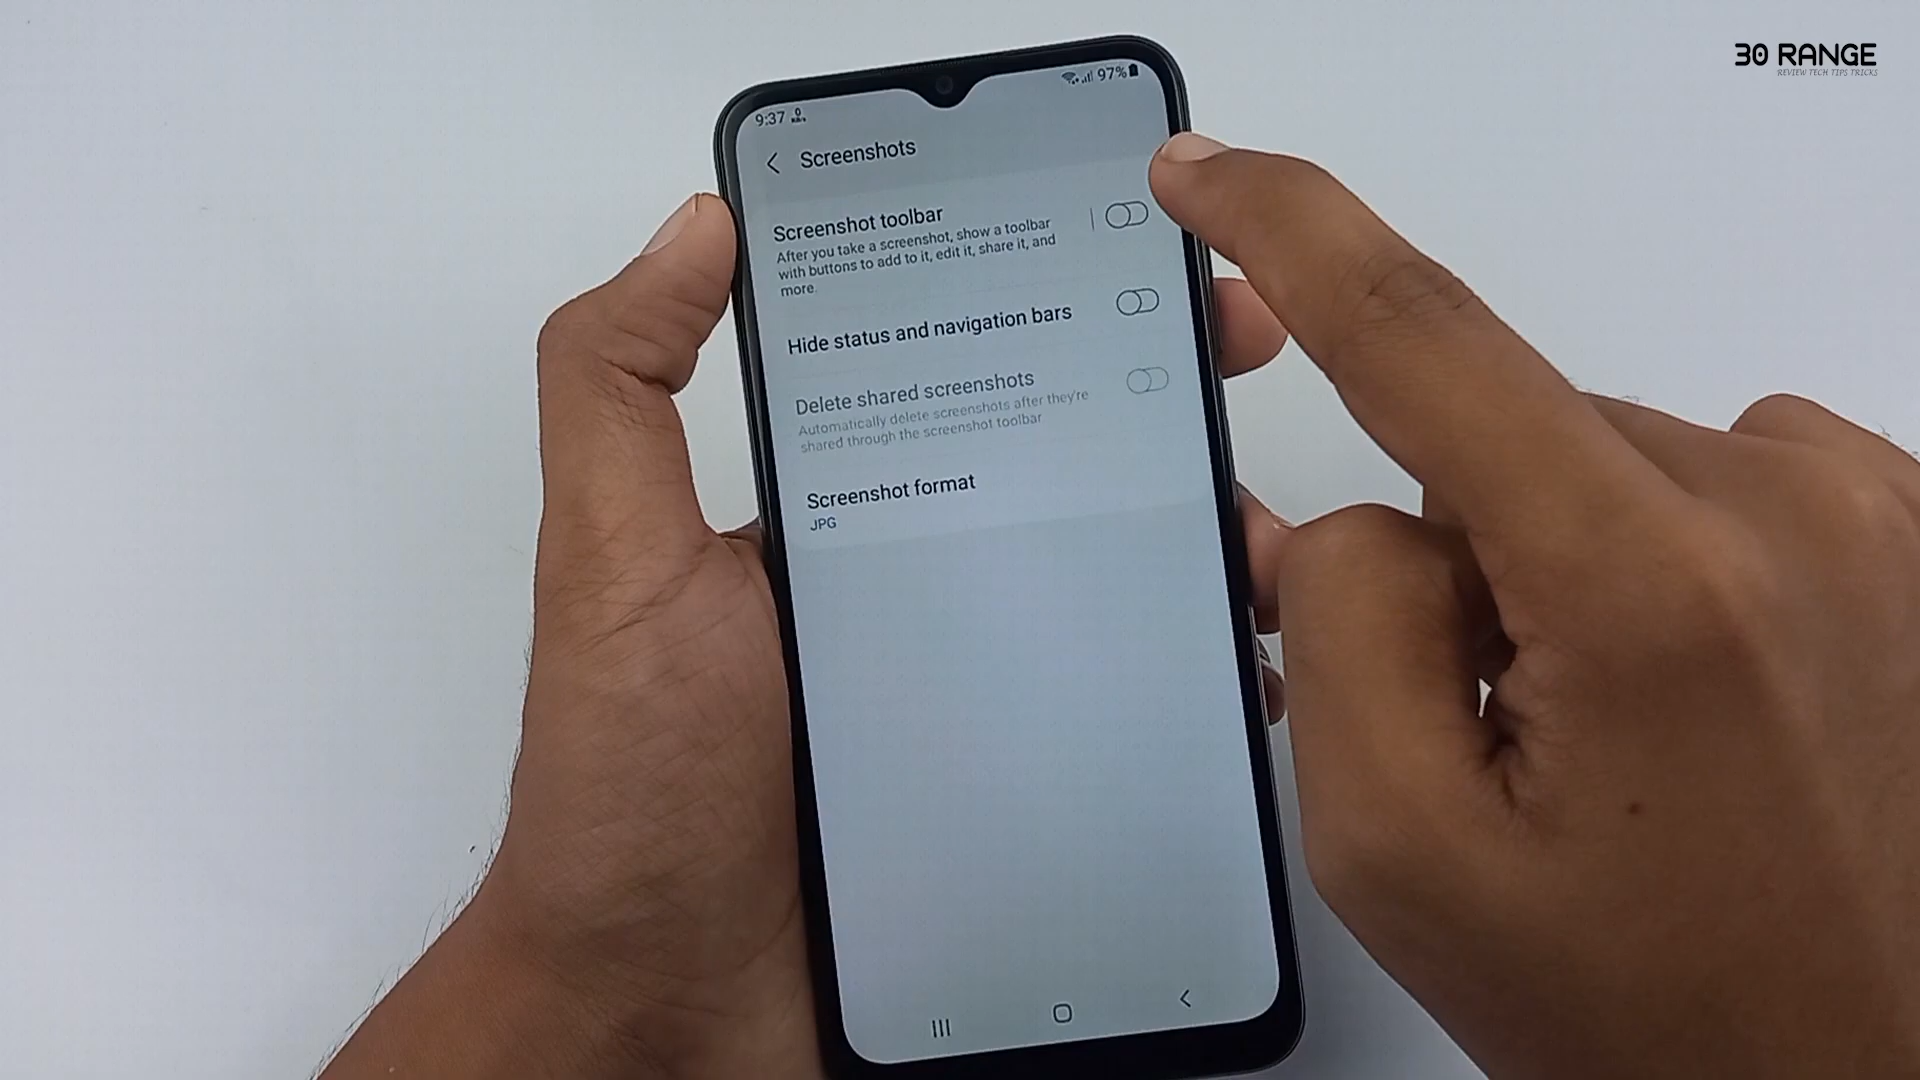 30 RANGE
REVIEW TECH TIPS TRICKS
9:37
97%
Screenshots
Screenshot toolbar
After you take a screenshot, show a toolbar
with buttons to add to it, edit it, share it, and
more.
Hide status and navigation bars
Delete shared screenshots
Automatically delete screenshots after they're
shared through the screenshot toolbar
Screenshot format
JPG